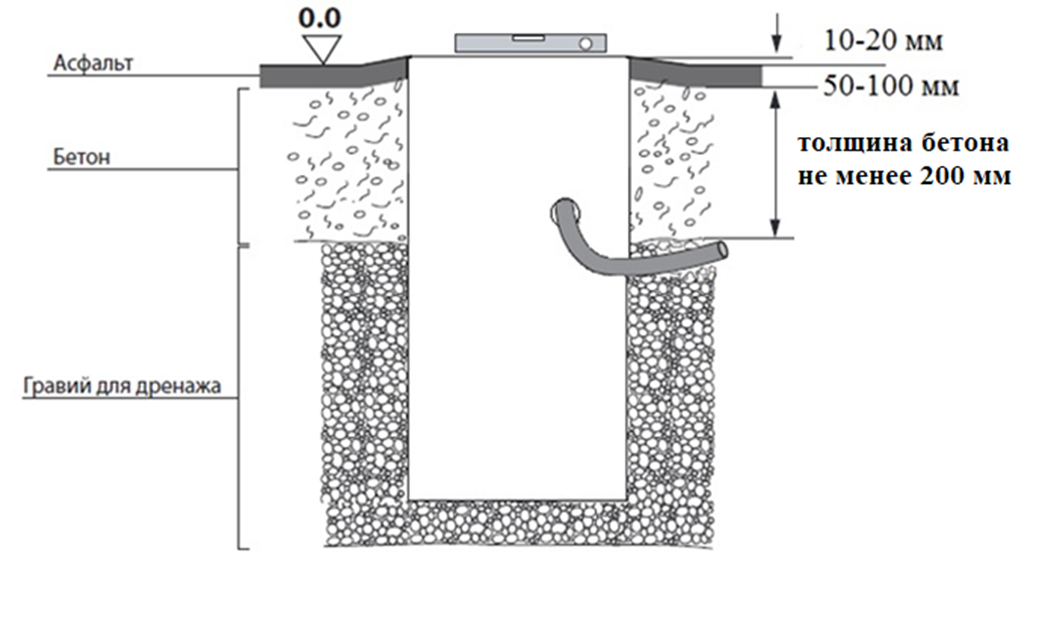 0.0
10-20 мм
Асфальт
50-100 мм
толщина бетона
не менее 200 мм
Бетон
Гравий для дренажа